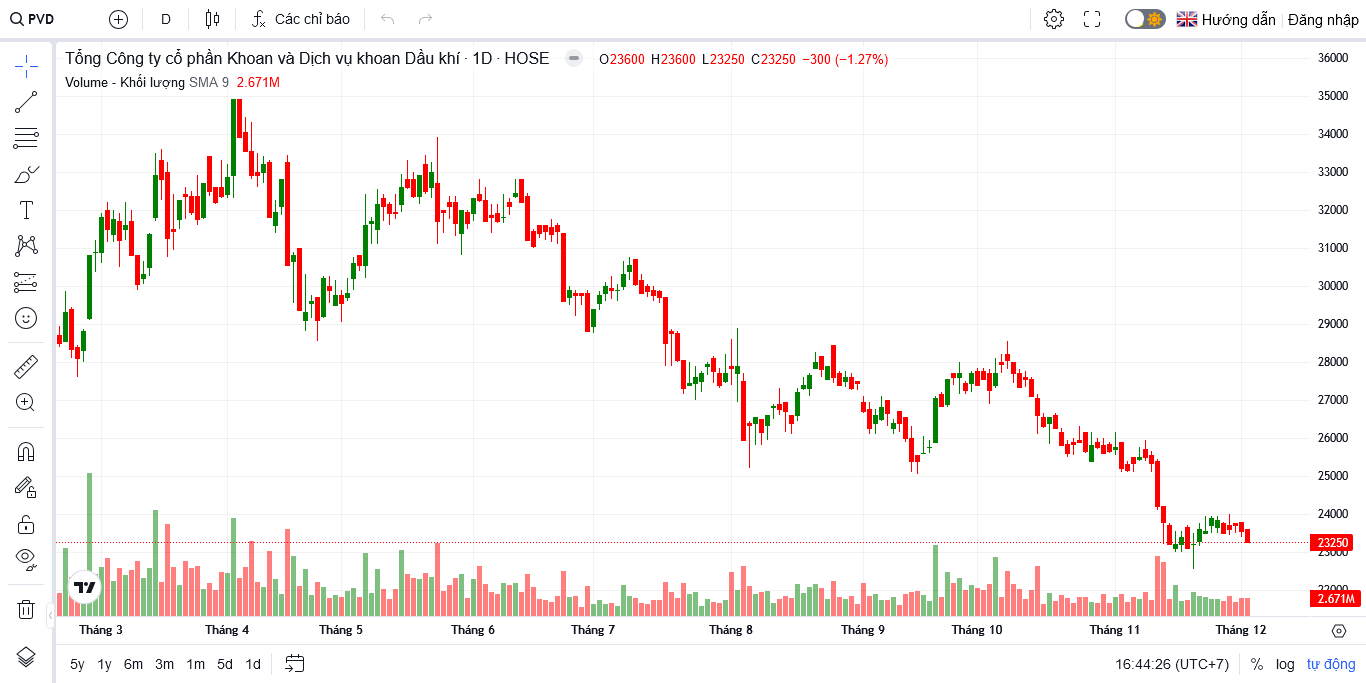 PVD D Các chỉ báo Hướng dẫn Đăng nhập
Tổng Công ty cổ phần Khoan và Dịch vụ khoan Dầu khí · 1D · HOSE O23600 H23600 L23250 C23250 −300 (−1.27%)
Volume - Khối lượng SMA 9 2.671M
36000
35000
34000
33000
32000
31000
30000
29000
28000
27000
26000
25000
24000
23250
23000
22000
2.671M
Tháng 3 Tháng 4 Tháng 5 Tháng 6 Tháng 7 Tháng 8 Tháng 9 Tháng 10 Tháng 11 Tháng 12
5y 1y 6m 3m 1m 5d 1d 16:44:26 (UTC+7) % log tự động